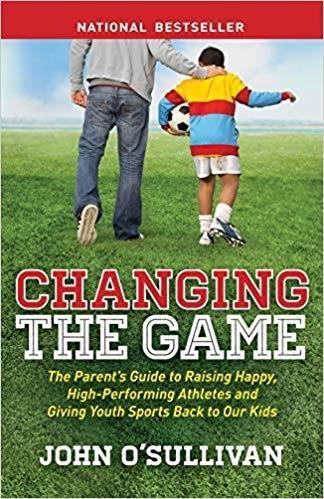 NATIONAL BESTSELLER
CHANGING
THE GAME
The Parent's Guide to Raising Happy,
High-Performing Athletes and
Giving Youth Sports Back to Our Kids
JOHN O'SULLIVAN